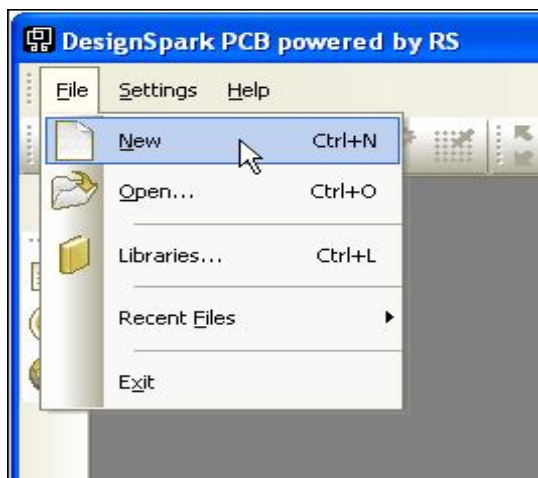 DesignSpark PCB powered by RS
File Settings Help
New Ctrl+N
Open... Ctrl+O
Libraries... Ctrl+L
Recent Files
Exit